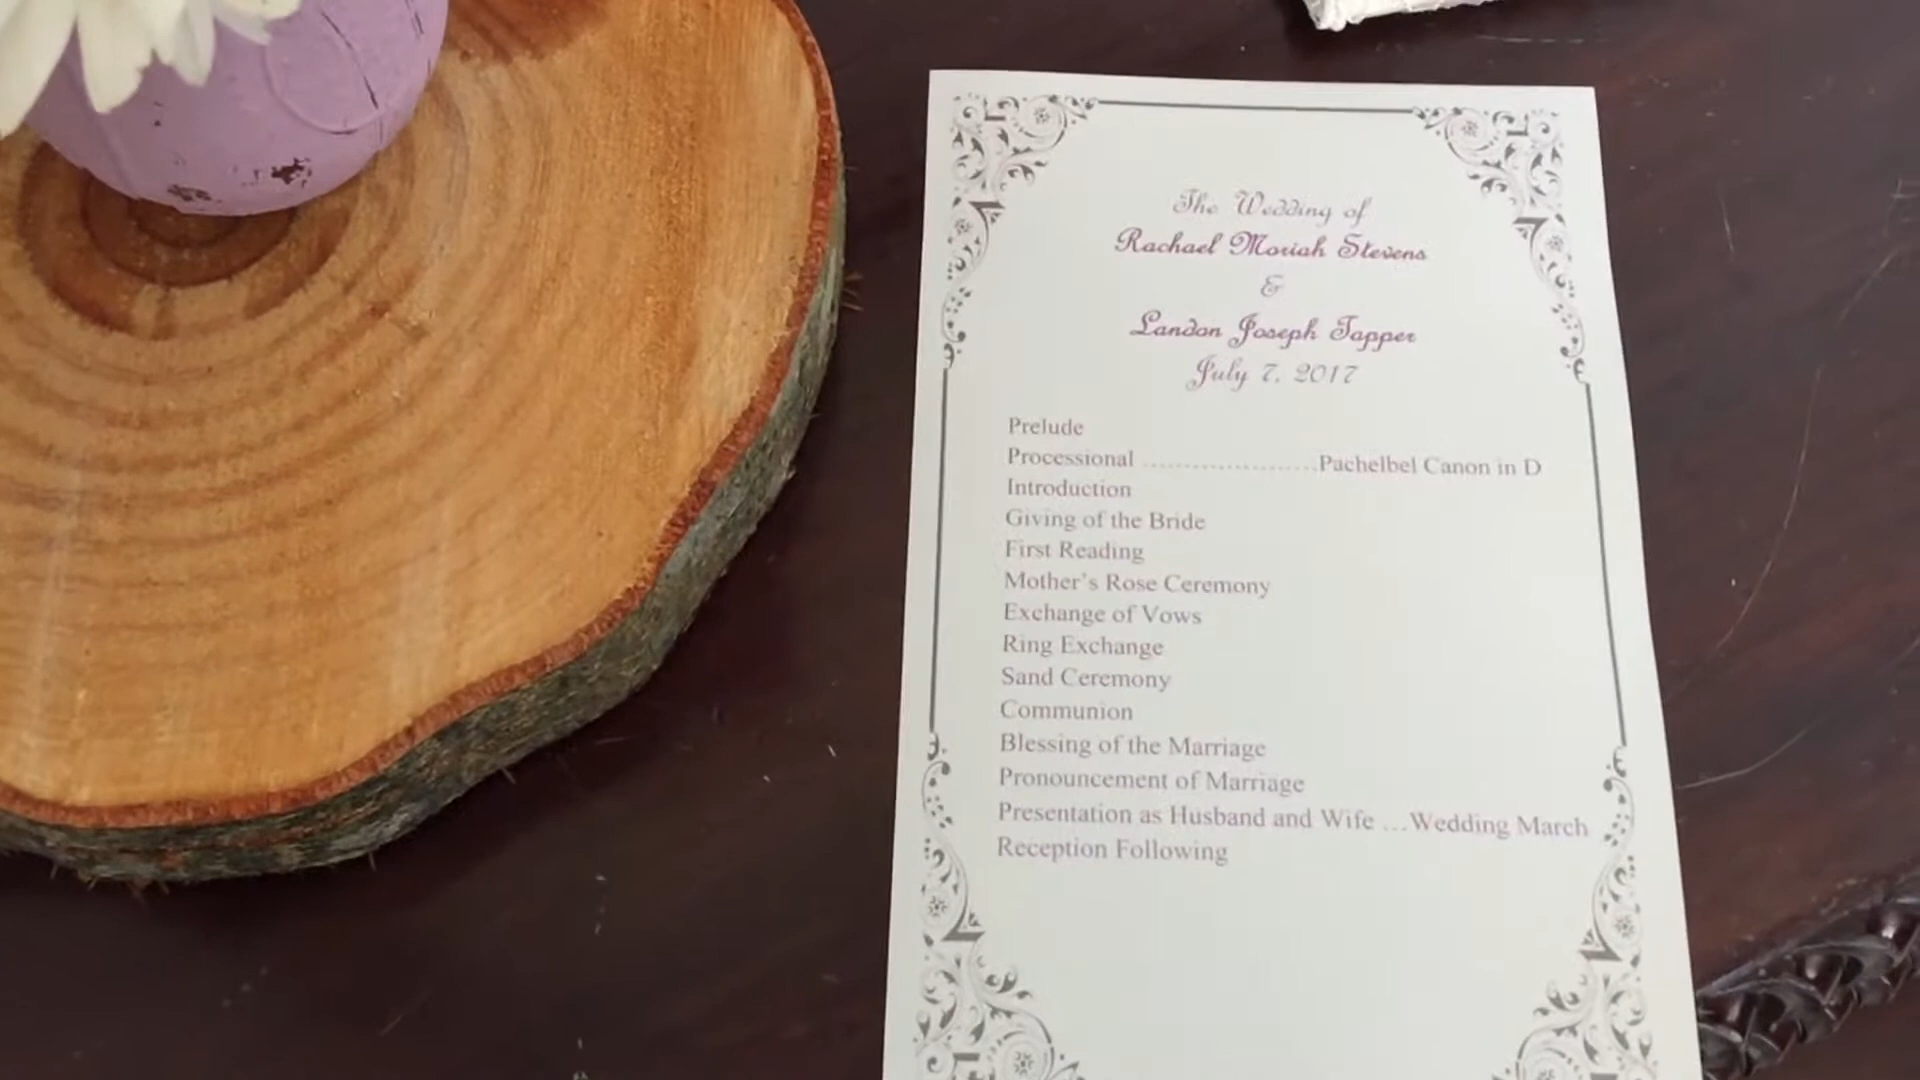 The Wedding of
Rachael Moriah Stevens
&
Landon Joseph Tapper
July 7, 2017
Prelude
Processional .....................Pachelbel Canon in D
Introduction
Giving of the Bride
First Reading
Mother's Rose Ceremony
Exchange of Vows
Ring Exchange
Sand Ceremony
Communion
Blessing of the Marriage
Pronouncement of Marriage
Presentation as Husband and Wife ...Wedding March
Reception Following